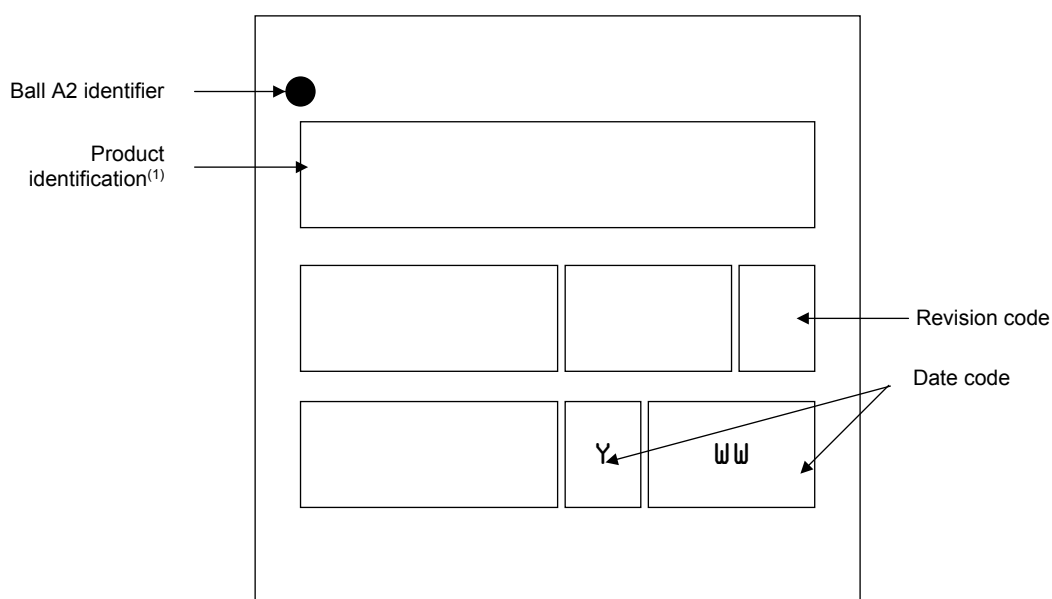 Ball A2 identifier
Product
identification(1)
Revision code
Date code
Y
WW